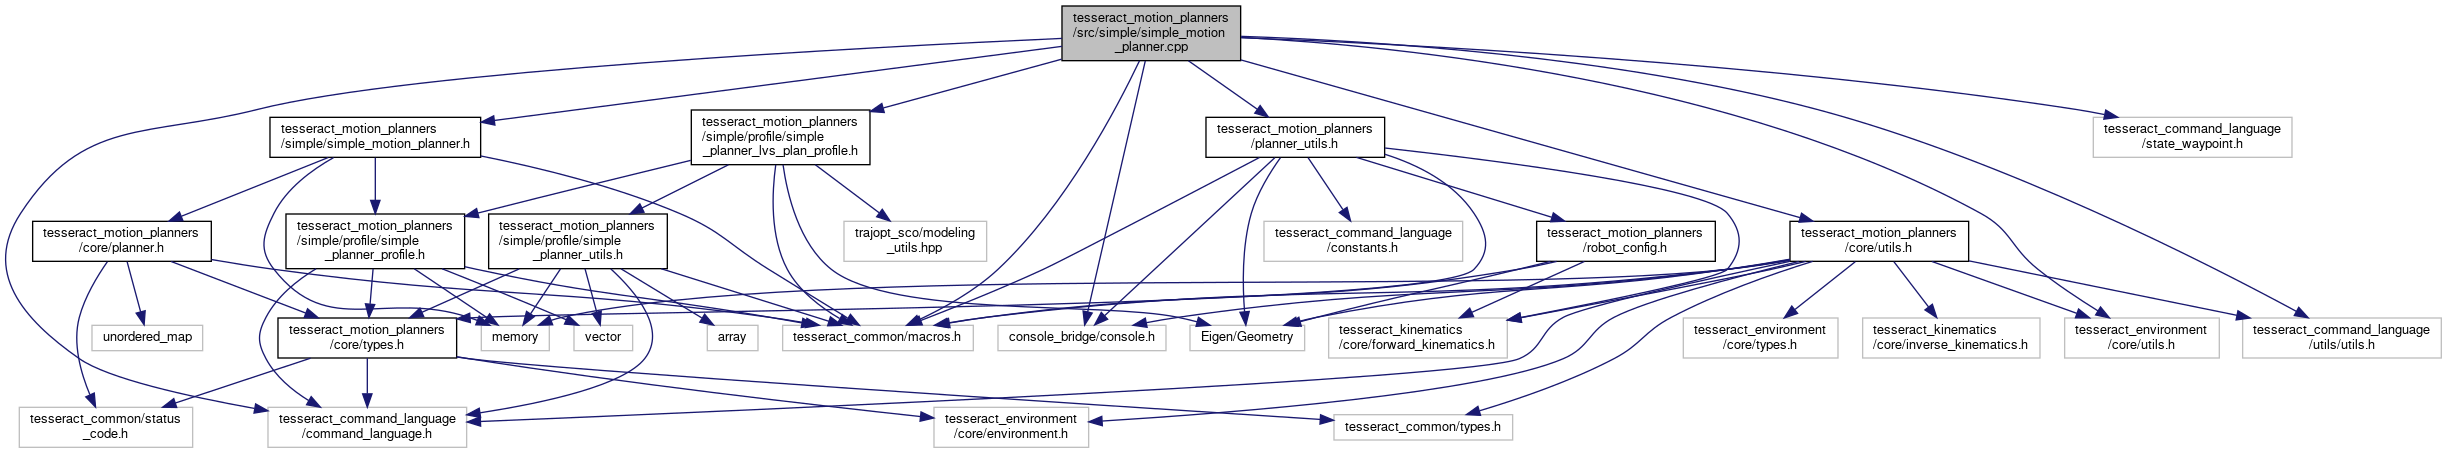 tesseract_motion_planners
/src/simple/simple_motion
_planner.cpp
tesseract_motion_planners
/simple/simple_motion_planner.h
tesseract_motion_planners
/simple/profile/simple
_planner_lvs_plan_profile.h
tesseract_motion_planners
/planner_utils.h
tesseract_command_language
/state_waypoint.h
tesseract_motion_planners
/core/planner.h
tesseract_motion_planners
/simple/profile/simple
_planner_profile.h
tesseract_motion_planners
/simple/profile/simple
_planner_utils.h
trajopt_sco/modeling
_utils.hpp
tesseract_command_language
/constants.h
tesseract_motion_planners
/robot_config.h
tesseract_motion_planners
/core/utils.h
unordered_map
tesseract_motion_planners
/core/types.h
memory
vector
array
tesseract_common/macros.h
console_bridge/console.h
Eigen/Geometry
tesseract_kinematics
/core/forward_kinematics.h
tesseract_environment
/core/types.h
tesseract_kinematics
/core/inverse_kinematics.h
tesseract_environment
/core/utils.h
tesseract_command_language
/utils/utils.h
tesseract_common/status
_code.h
tesseract_command_language
/command_language.h
tesseract_environment
/core/environment.h
tesseract_common/types.h